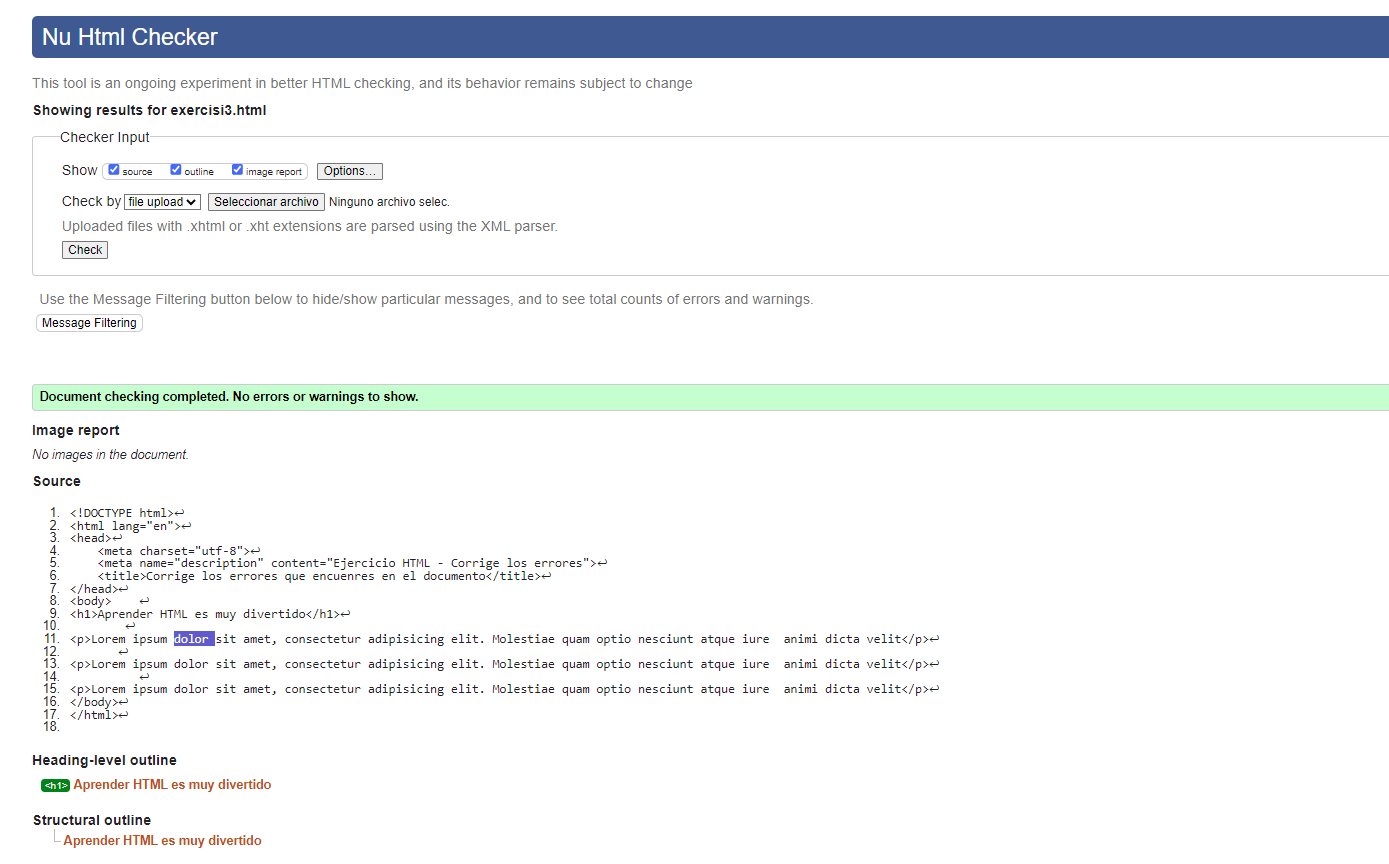 Nu Html Checker
This tool is an ongoing experiment in better HTML checking, and its behavior remains subject to change
Showing results for exercisi3.html
Checker Input
Show source outline image report Options...
Check by file upload Seleccionar archivo Ninguno archivo selec.
Uploaded files with .xhtml or .xht extensions are parsed using the XML parser.
Check
Use the Message Filtering button below to hide/show particular messages, and to see total counts of errors and warnings.
Message Filtering
Document checking completed. No errors or warnings to show.
Image report
No images in the document.
Source
1. <!DOCTYPE html>↩
2. <html lang="en">↩
3. <head>↩
4.     <meta charset="utf-8">↩
5.     <meta name="description" content="Ejercicio HTML - Corrige los errores">↩
6.     <title>Corrige los errores que encuenres en el documento</title>↩
7. </head>↩
8. <body>    ↩
9. <h1>Aprender HTML es muy divertido</h1>↩
10.         ↩
11. <p>Lorem ipsum dolor sit amet, consectetur adipisicing elit. Molestiae quam optio nesciunt atque iure  animi dicta velit</p>↩
12.        ↩
13. <p>Lorem ipsum dolor sit amet, consectetur adipisicing elit. Molestiae quam optio nesciunt atque iure  animi dicta velit</p>↩
14.           ↩
15. <p>Lorem ipsum dolor sit amet, consectetur adipisicing elit. Molestiae quam optio nesciunt atque iure  animi dicta velit</p>↩
16. </body>↩
17. </html>↩
18.
Heading-level outline
<h1> Aprender HTML es muy divertido
Structural outline
Aprender HTML es muy divertido